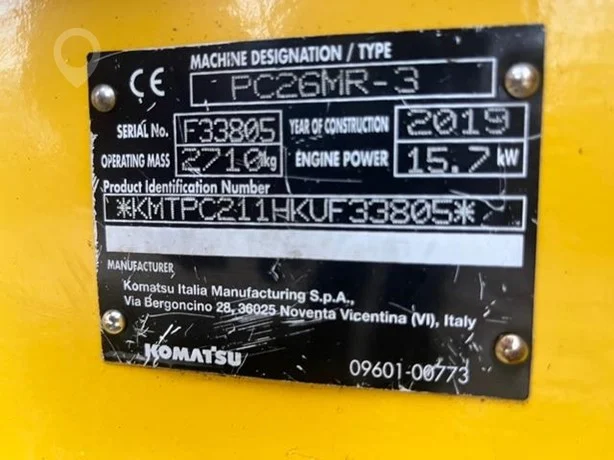 MACHINE DESIGNATION / TYPE
CE PC26MR-3
SERIAL No. F33805 YEAR OF CONSTRUCTION 2019
OPERATING MASS 2710 kg ENGINE POWER 15.7 kW
Product Identification Number
*KMTPC211HKUF33805*
MANUFACTURER
Komatsu Italia Manufacturing S.p.A.,
Via Bergoncino 28, 36025 Noventa Vicentina (VI), Italy
KOMATSU 09601-00773